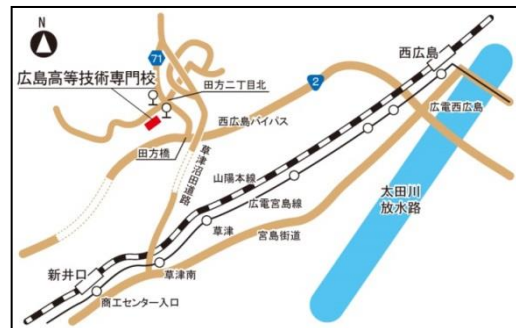 N
71
広島高等技術専門校
田方二丁目北
西広島
2
広電西広島
西広島バイパス
田方橋
草津沼田道路
山陽本線
広電宮島線
太田川
放水路
草津
宮島街道
新井口
草津南
商工センター入口